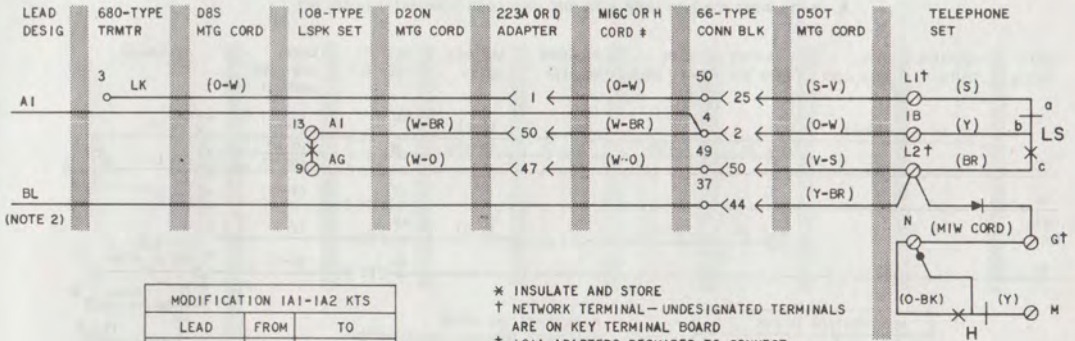 LEAD DESIG
680-TYPE TRMTR
D8S MTG CORD
108-TYPE LSPK SET
D20N MTG CORD
223A OR D ADAPTER
M16C OR H CORD ‡
66-TYPE CONN BLK
D50T MTG CORD
TELEPHONE SET
3 LK (O-W) 1 (O-W) 50 25 (S-V) L1† (S) a
A1
13 A1 (W-BR) 50 (W-BR) 4 2 (O-W) 1B (Y) b LS
9 AG (W-O) 47 (W-O) 49 50 (V-S) L2† (BR) c
BL 37 44 (Y-BR)
(NOTE 2)
N (M1W CORD) G†
(O-BK) (Y) M
H
MODIFICATION 1A1-1A2 KTS
LEAD FROM TO
* INSULATE AND STORE
† NETWORK TERMINAL — UNDESIGNATED TERMINALS
ARE ON KEY TERMINAL BOARD